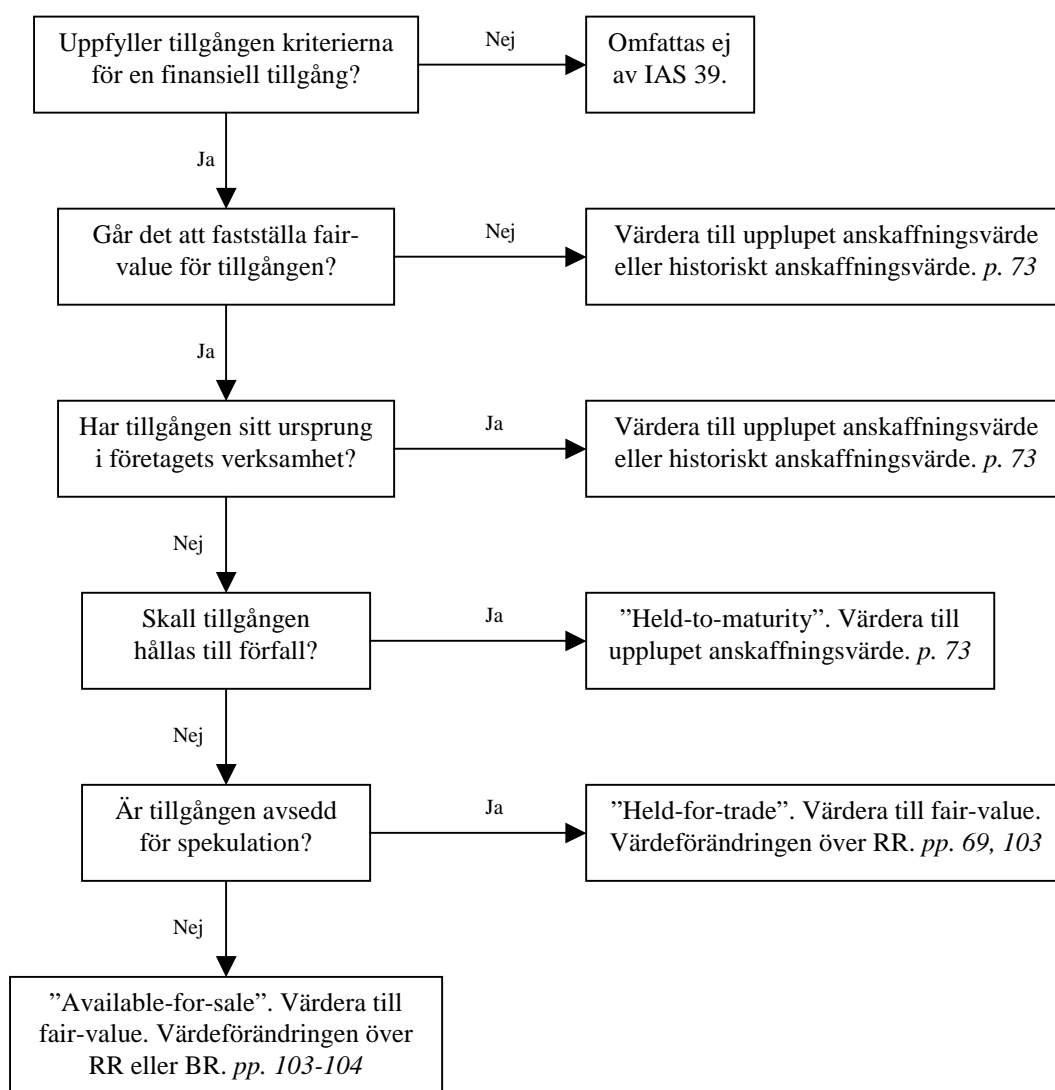 Uppfyller tillgången kriterierna
för en finansiell tillgång?
Nej
Omfattas ej
av IAS 39.
Ja
Går det att fastställa fair-
value för tillgången?
Nej
Värdera till upplupet anskaffningsvärde
eller historiskt anskaffningsvärde. p. 73
Ja
Har tillgången sitt ursprung
i företagets verksamhet?
Ja
Värdera till upplupet anskaffningsvärde
eller historiskt anskaffningsvärde. p. 73
Nej
Skall tillgången
hållas till förfall?
Ja
”Held-to-maturity”. Värdera till
upplupet anskaffningsvärde. p. 73
Nej
Är tillgången avsedd
för spekulation?
Ja
”Held-for-trade”. Värdera till fair-value.
Värdeförändringen över RR. pp. 69, 103
Nej
”Available-for-sale”. Värdera till
fair-value. Värdeförändringen över
RR eller BR. pp. 103-104